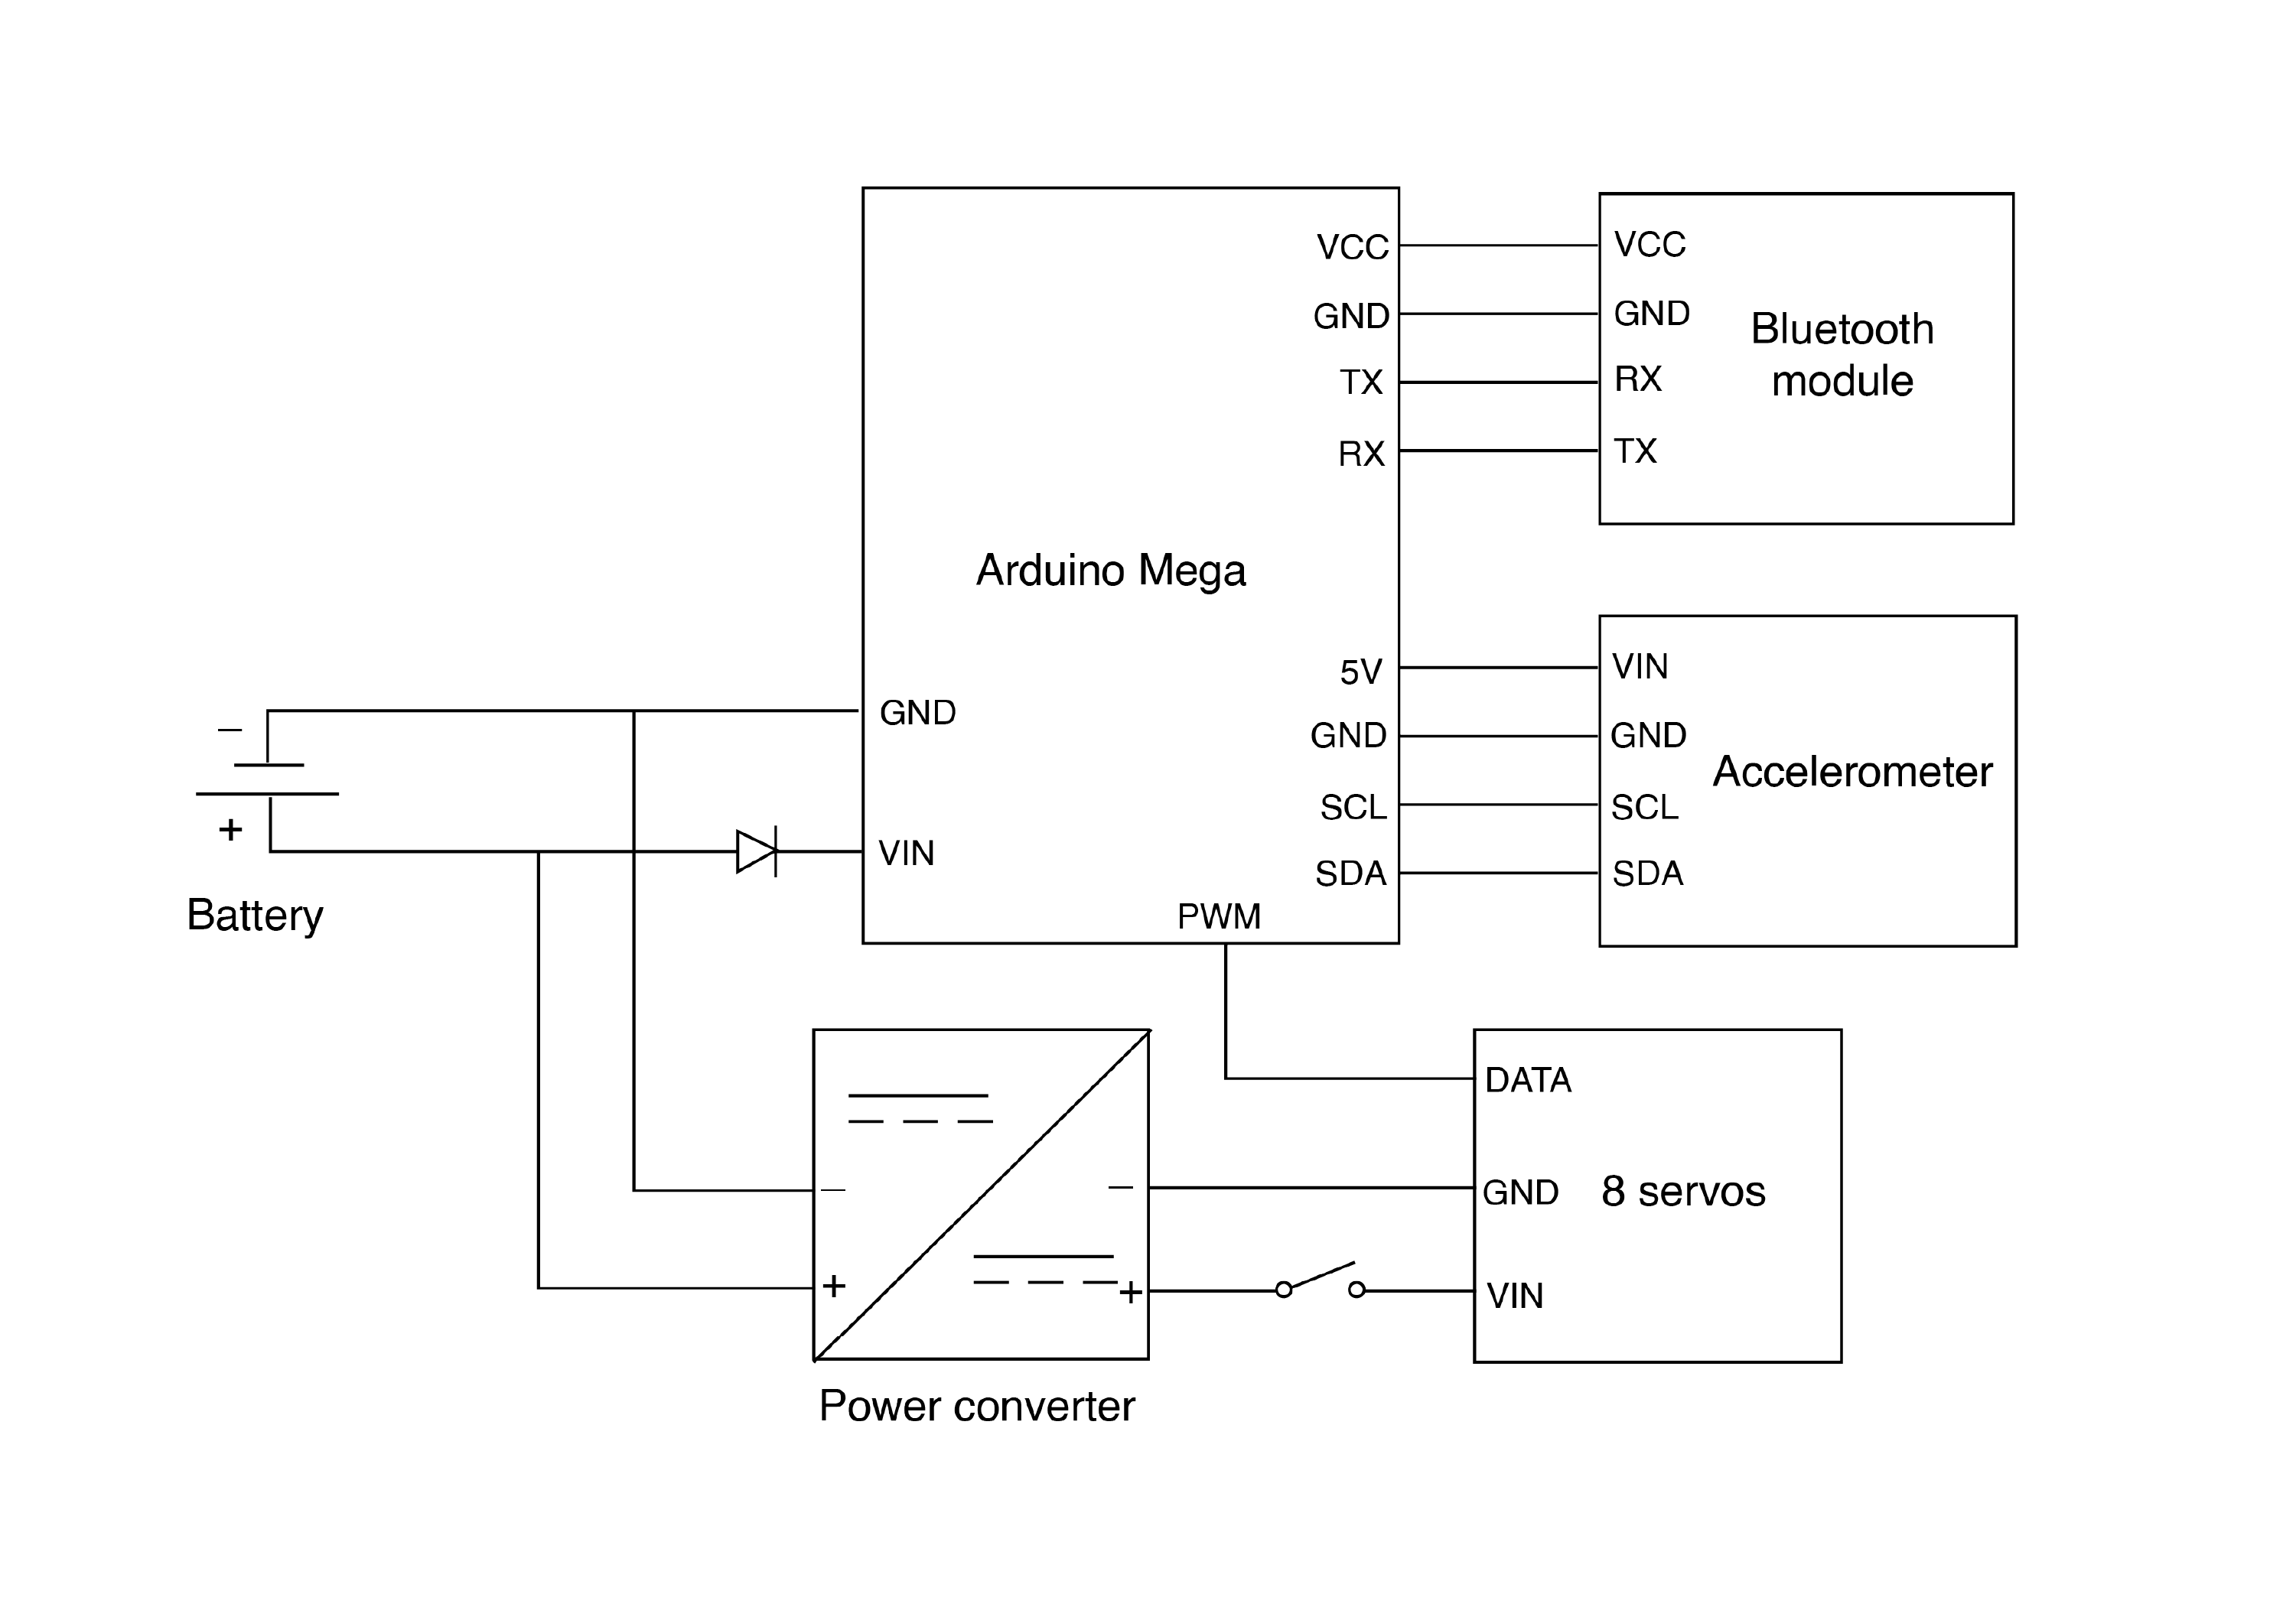 VCC
GND
TX
RX
Arduino Mega
5V
GND
SCL
SDA
PWM
GND
VIN
VCC
GND
RX
TX
Bluetooth
module
VIN
GND
SCL
SDA
Accelerometer
–
+
Battery
–
+
–
+
Power converter
DATA
GND
VIN
8 servos